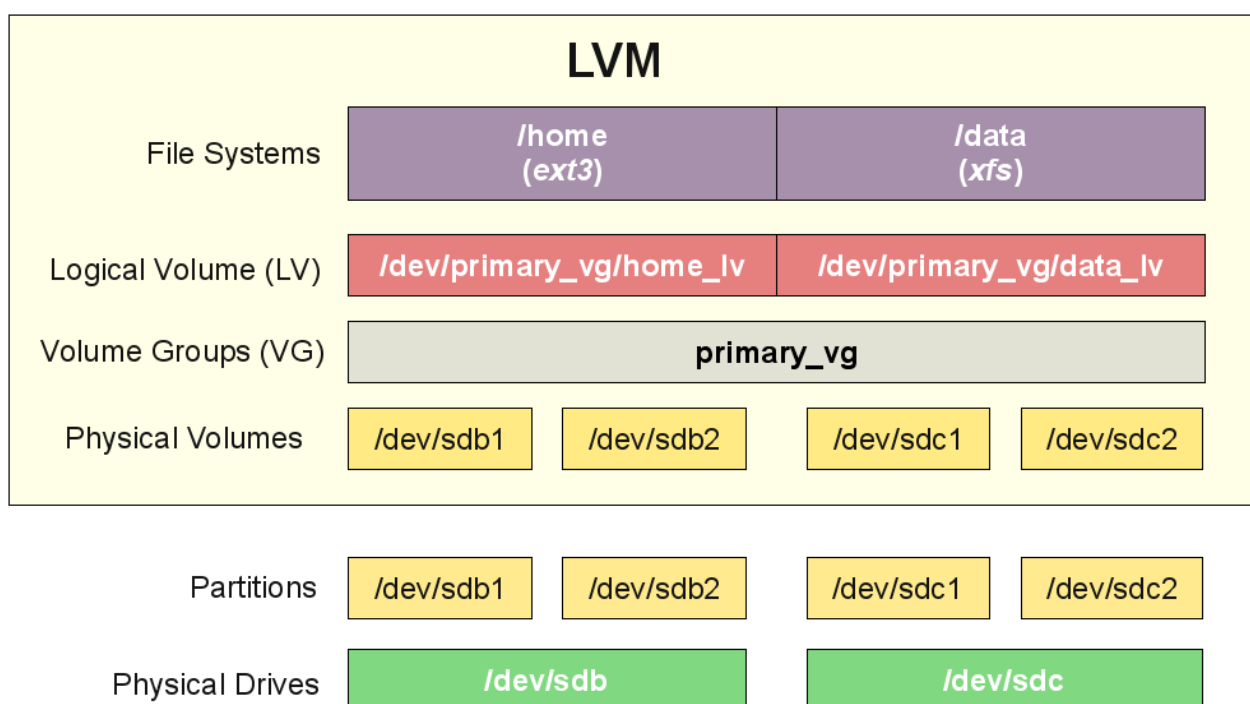 LVM
File Systems
/home
(ext3)
/data
(xfs)
Logical Volume (LV)
/dev/primary_vg/home_lv
/dev/primary_vg/data_lv
Volume Groups (VG)
primary_vg
Physical Volumes
/dev/sdb1
/dev/sdb2
/dev/sdc1
/dev/sdc2
Partitions
/dev/sdb1
/dev/sdb2
/dev/sdc1
/dev/sdc2
Physical Drives
/dev/sdb
/dev/sdc